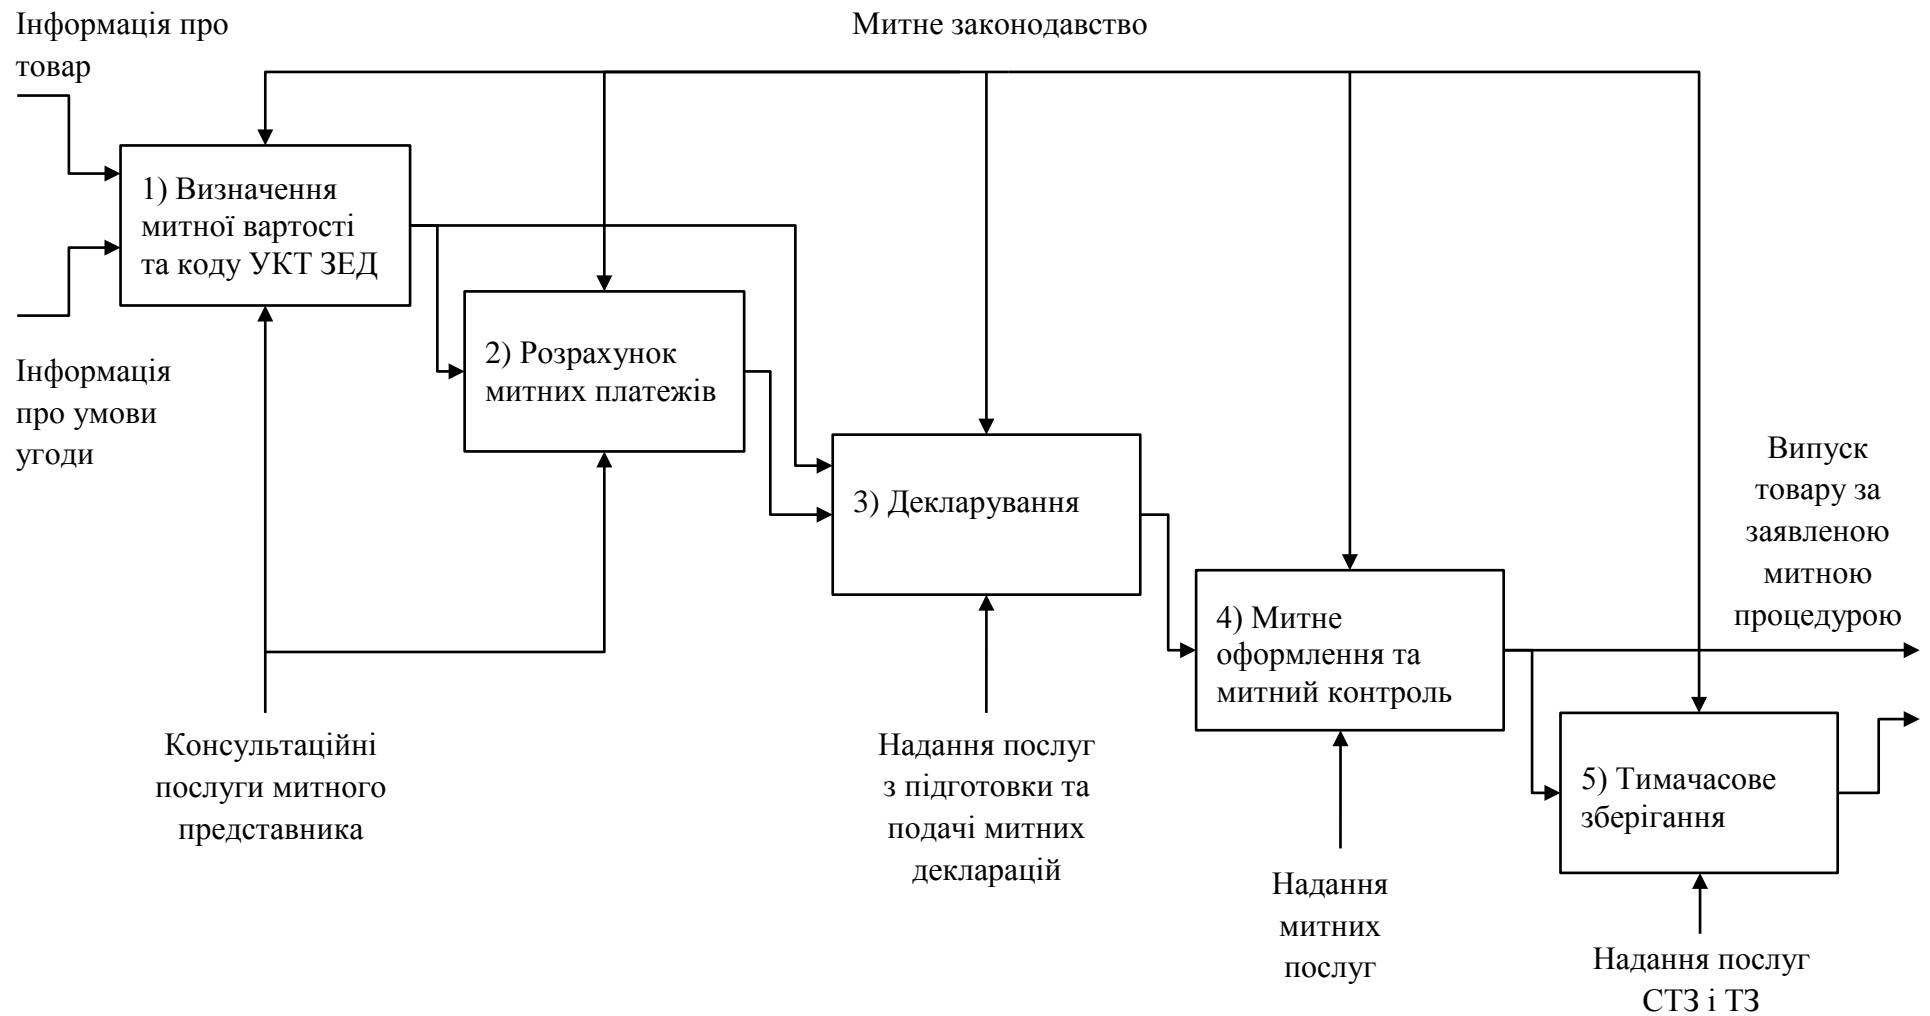 Інформація про
товар
Митне законодавство
1) Визначення
митної вартості
та коду УКТ ЗЕД
2) Розрахунок
митних платежів
Інформація
про умови
угоди
3) Декларування
Випуск
товару за
заявленою
митною
процедурою
4) Митне
оформлення та
митний контроль
Консультаційні
послуги митного
представника
Надання послуг
з підготовки та
подачі митних
декларацій
5) Тимачасове
зберігання
Надання
митних
послуг
Надання послуг
СТЗ і ТЗ